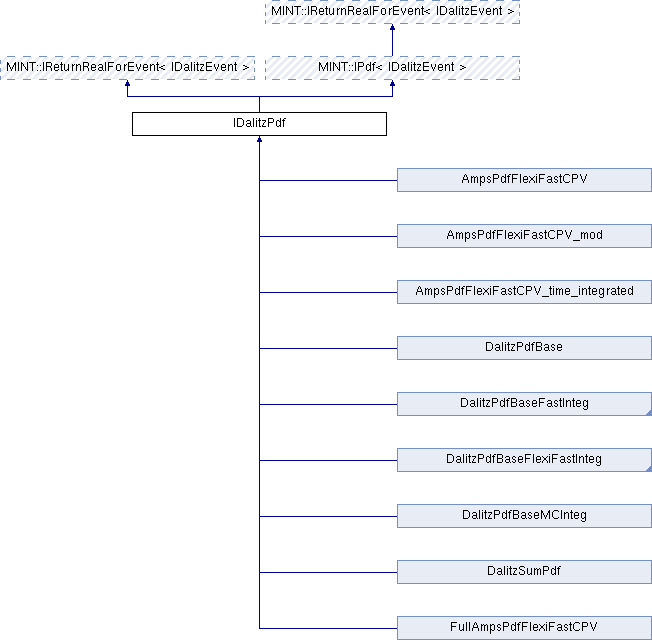 MINT::IReturnRealForEvent< IDalitzEvent >
MINT::IReturnRealForEvent< IDalitzEvent >
MINT::IPdf< IDalitzEvent >
IDalitzPdf
AmpsPdfFlexiFastCPV
AmpsPdfFlexiFastCPV_mod
AmpsPdfFlexiFastCPV_time_integrated
DalitzPdfBase
DalitzPdfBaseFastInteg
DalitzPdfBaseFlexiFastInteg
DalitzPdfBaseMCInteg
DalitzSumPdf
FullAmpsPdfFlexiFastCPV